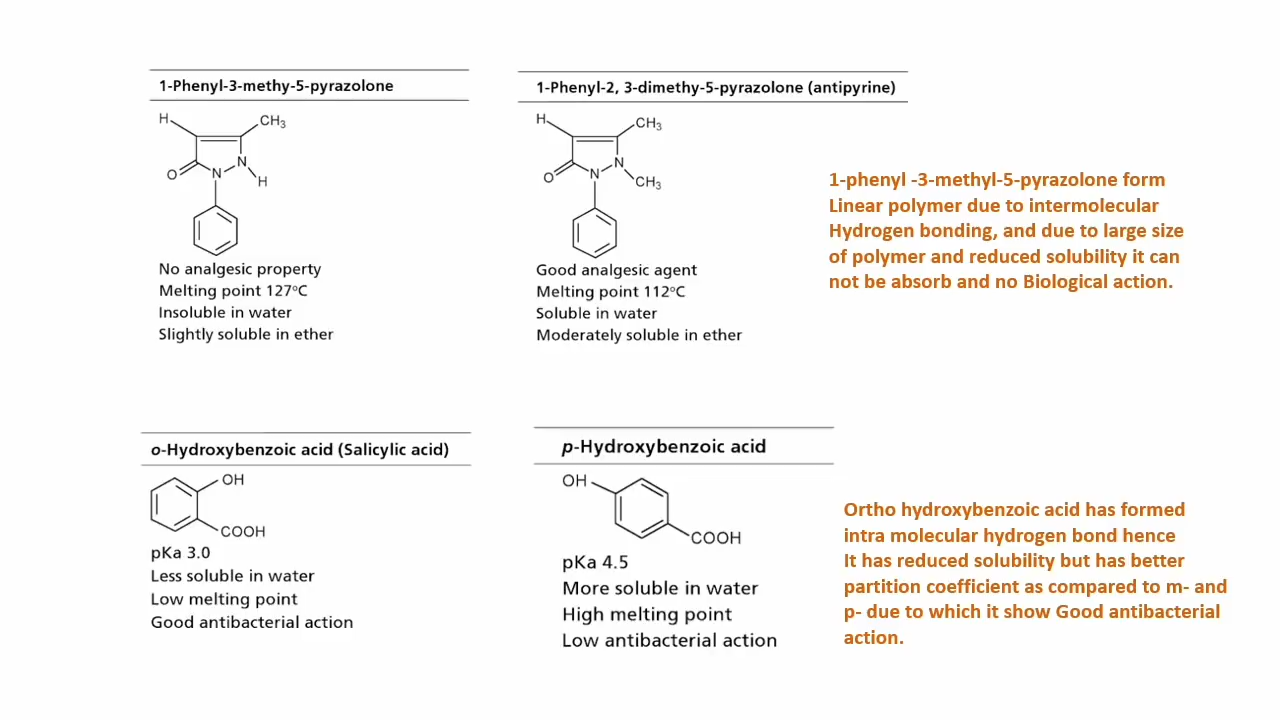 1-Phenyl-3-methy-5-pyrazolone
H
CH3
O
N
N
H
No analgesic property
Melting point 127°C
Insoluble in water
Slightly soluble in ether
1-Phenyl-2, 3-dimethy-5-pyrazolone (antipyrine)
H
CH3
O
N
N
CH3
Good analgesic agent
Melting point 112°C
Soluble in water
Moderately soluble in ether
1-phenyl -3-methyl-5-pyrazolone form
Linear polymer due to intermolecular
Hydrogen bonding, and due to large size
of polymer and reduced solubility it can
not be absorb and no Biological action.
o-Hydroxybenzoic acid (Salicylic acid)
OH
COOH
pKa 3.0
Less soluble in water
Low melting point
Good antibacterial action
p-Hydroxybenzoic acid
OH
COOH
pKa 4.5
More soluble in water
High melting point
Low antibacterial action
Ortho hydroxybenzoic acid has formed
intra molecular hydrogen bond hence
It has reduced solubility but has better
partition coefficient as compared to m- and
p- due to which it show Good antibacterial
action.